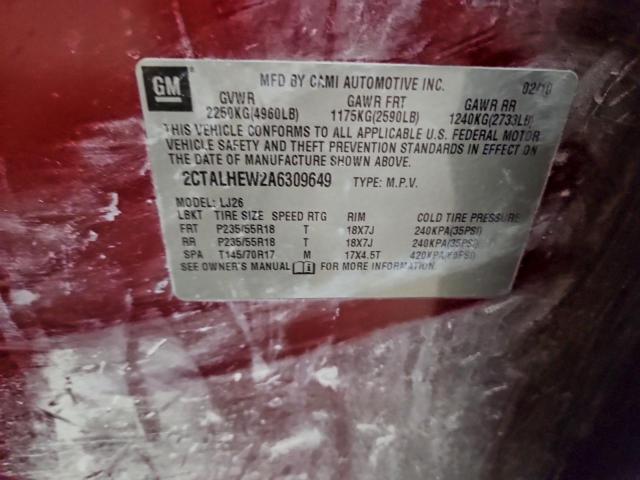 GM
MFD BY CAMI AUTOMOTIVE INC. 02/10
GVWR GAWR FRT GAWR RR
2250KG(4960LB) 1175KG(2590LB) 1240KG(2733LB)
THIS VEHICLE CONFORMS TO ALL APPLICABLE U.S. FEDERAL MOTOR
VEHICLE SAFETY AND THEFT PREVENTION STANDARDS IN EFFECT ON
THE DATE OF MANUFACTURE SHOWN ABOVE.
2CTALHEW2A6309649 TYPE: M.P.V.
MODEL: LJ26
LBKT TIRE SIZE SPEED RTG RIM COLD TIRE PRESSURE
FRT P235/55R18 T 18X7J 240KPA(35PSI)
RR P235/55R18 T 18X7J 240KPA(35PSI)
SPA T145/70R17 M 17X4.5T 420KPA(60PSI)
SEE OWNER'S MANUAL FOR MORE INFORMATION.